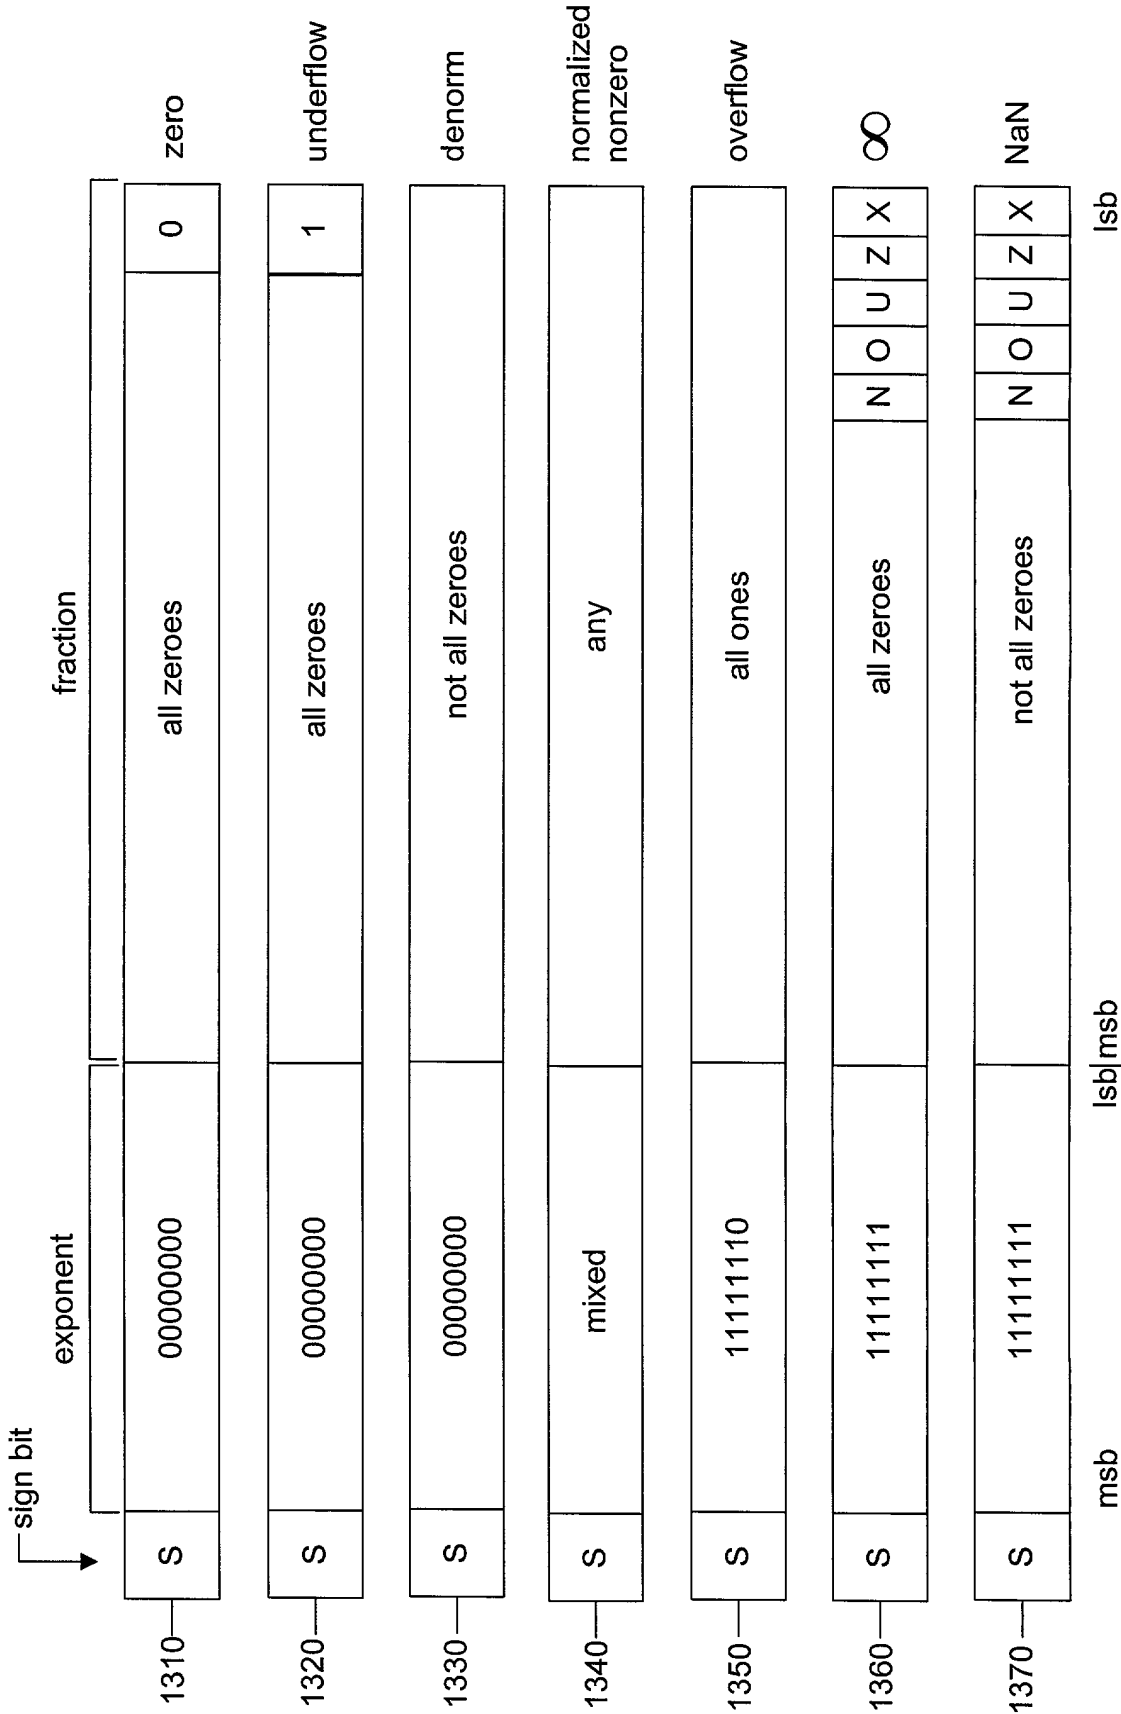 sign bit
exponent
fraction
1310 S 00000000 all zeroes 0 zero
1320 S 00000000 all zeroes 1 underflow
1330 S 00000000 not all zeroes denorm
1340 S mixed any normalized
nonzero
1350 S 11111110 all ones overflow
1360 S 11111111 all zeroes N O U Z X ∞
1370 S 11111111 not all zeroes N O U Z X NaN
msb lsb|msb lsb